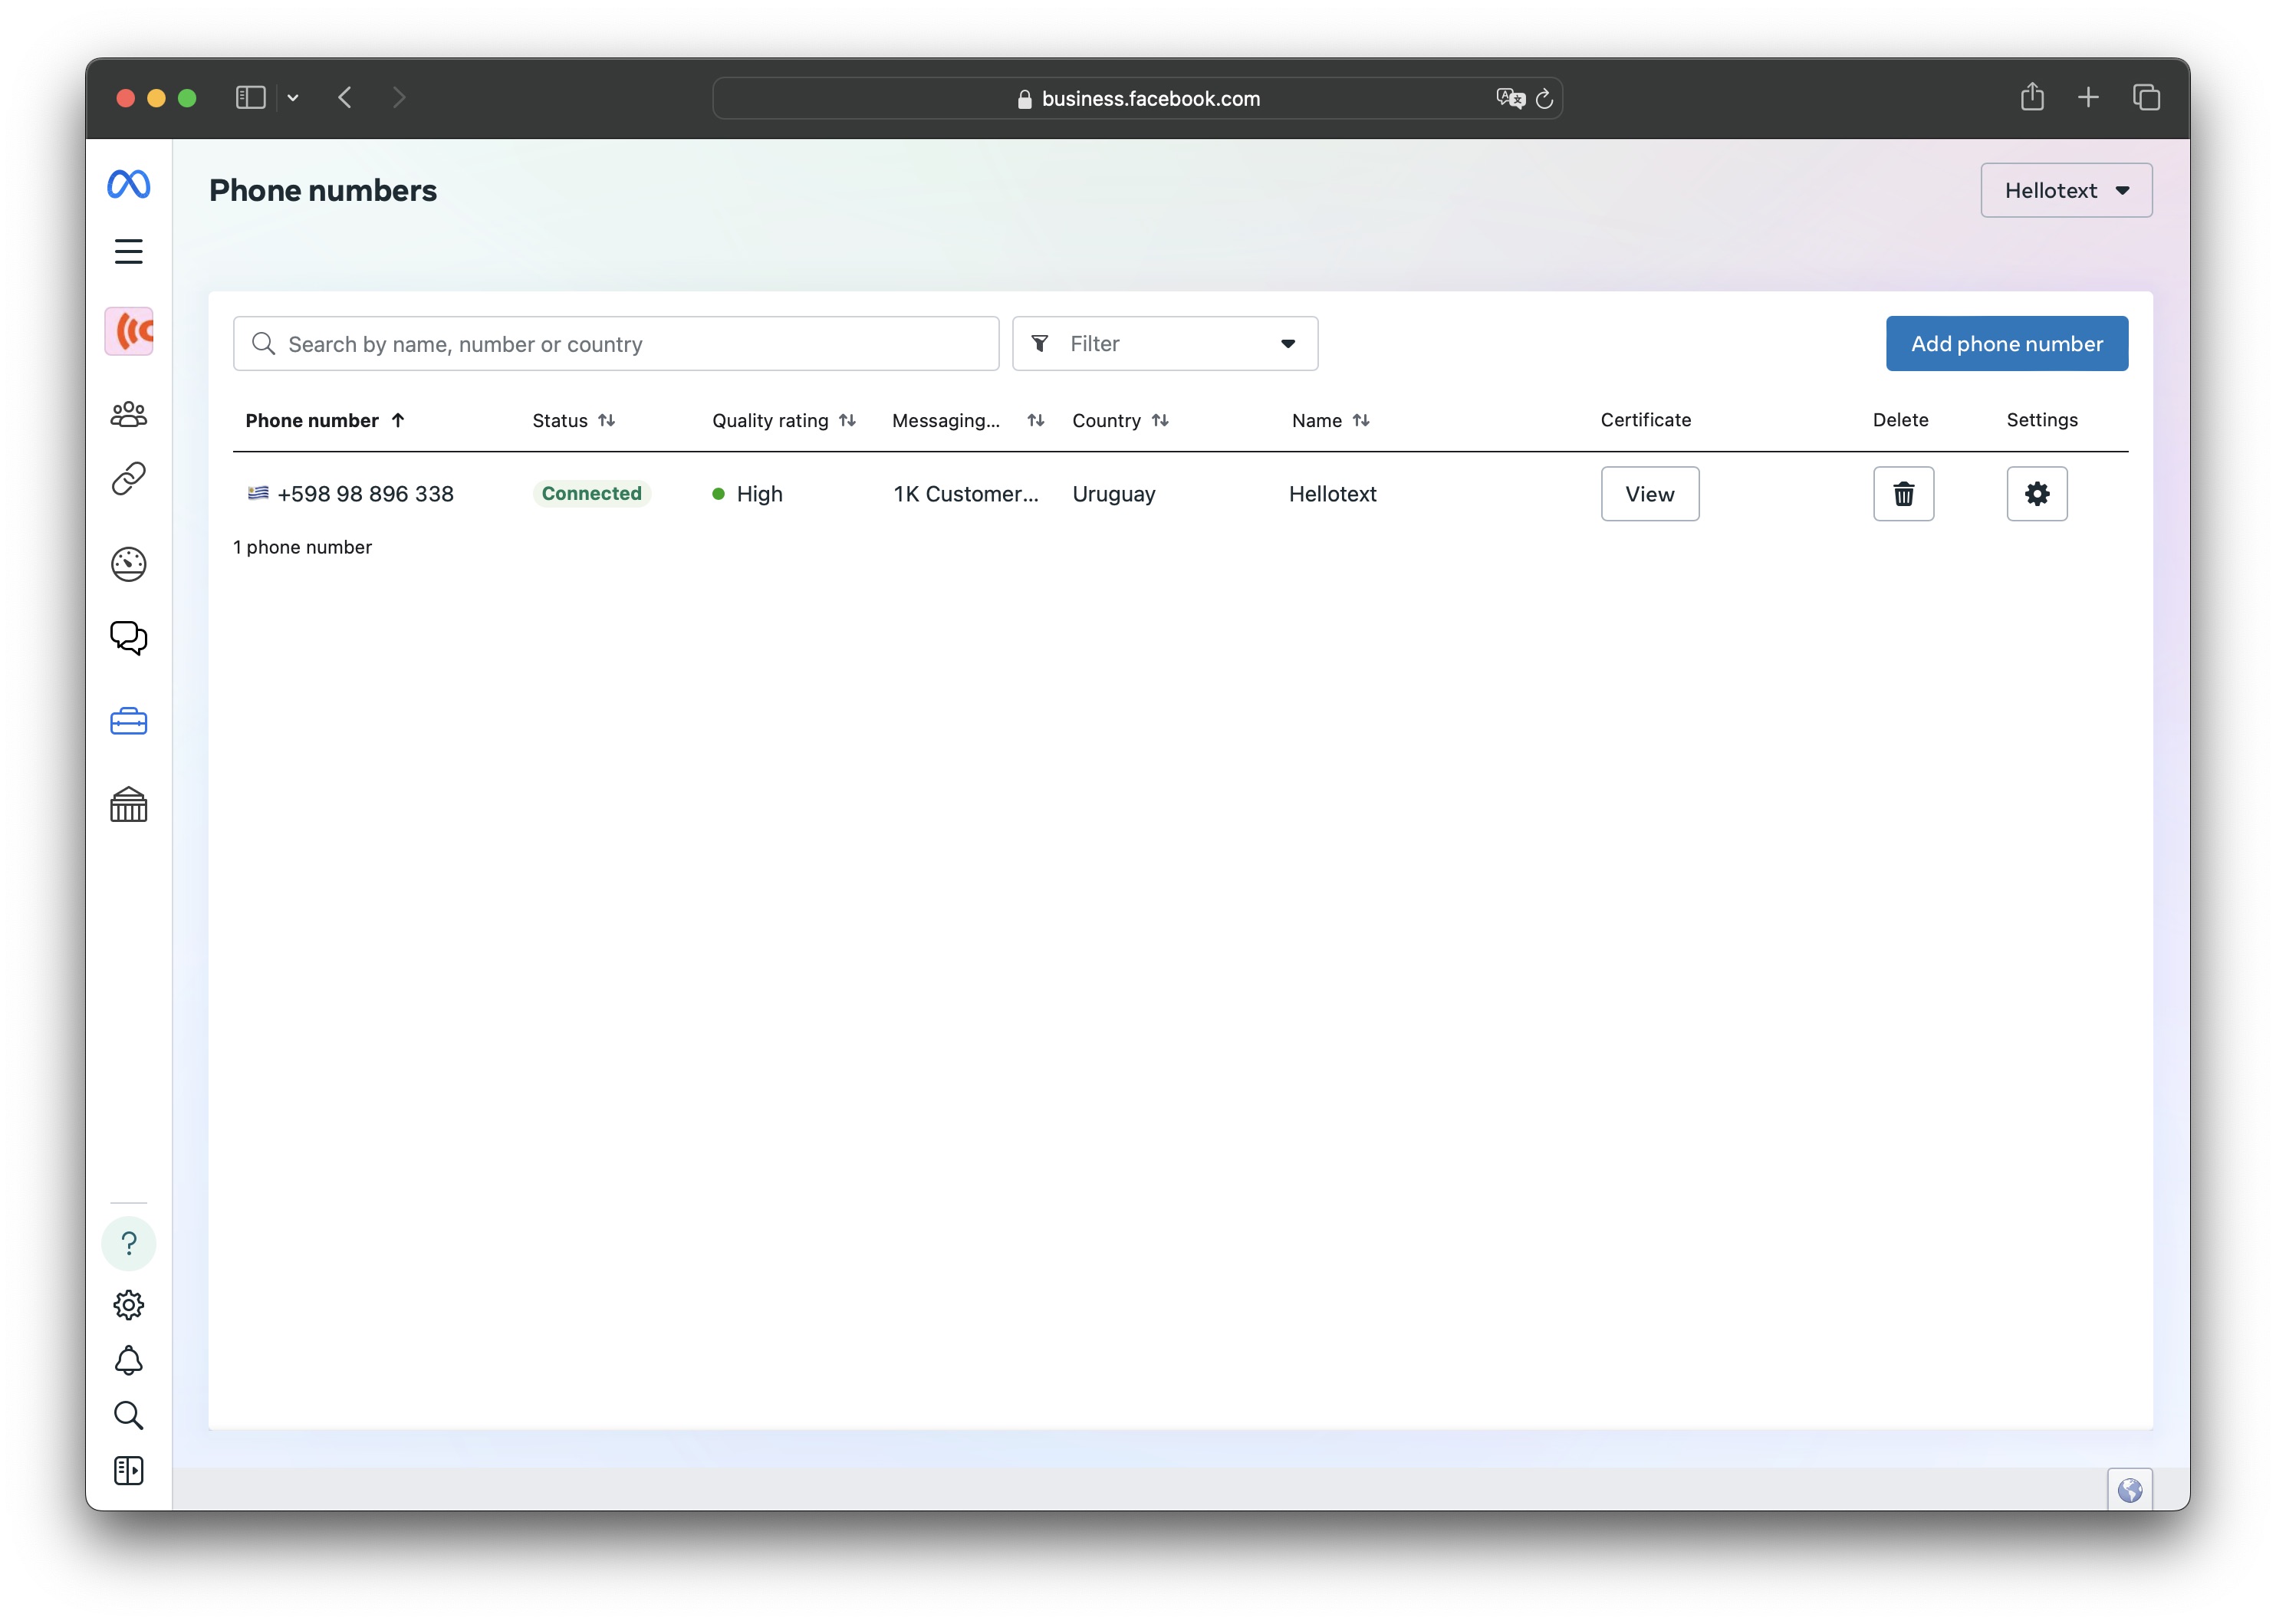 business.facebook.com
Phone numbers
Hellotext
Search by name, number or country
Filter
Add phone number
Phone number Status Quality rating Messaging... Country Name Certificate Delete Settings
+598 98 896 338 Connected High 1K Customer... Uruguay Hellotext View
1 phone number